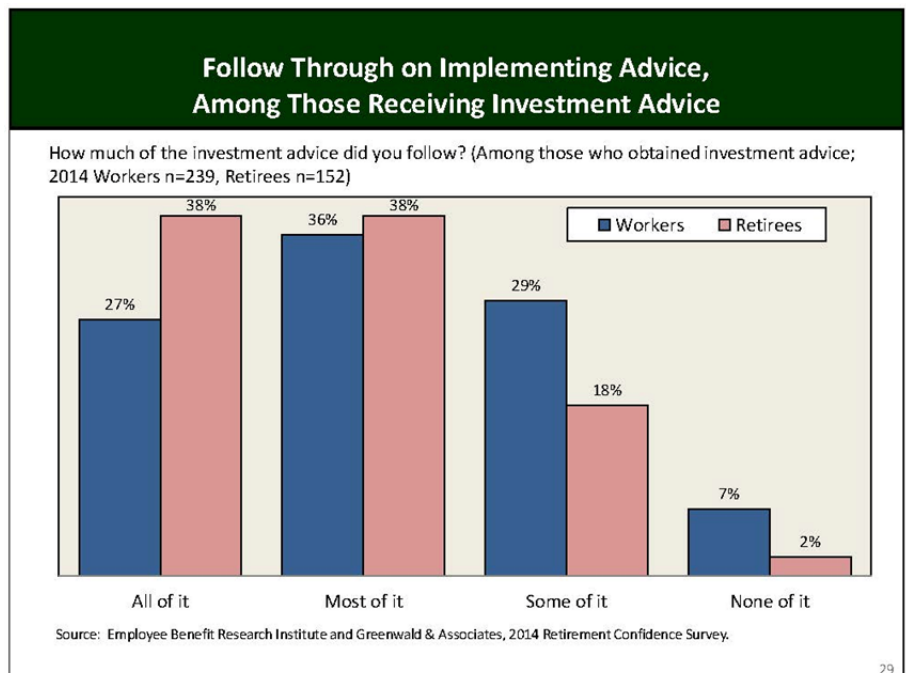 Follow Through on Implementing Advice,
Among Those Receiving Investment Advice
How much of the investment advice did you follow? (Among those who obtained investment advice;
2014 Workers n=239, Retirees n=152)
38%
36%
38%
Workers
Retirees
27%
29%
18%
7%
2%
All of it
Most of it
Some of it
None of it
Source: Employee Benefit Research Institute and Greenwald & Associates, 2014 Retirement Confidence Survey.
29